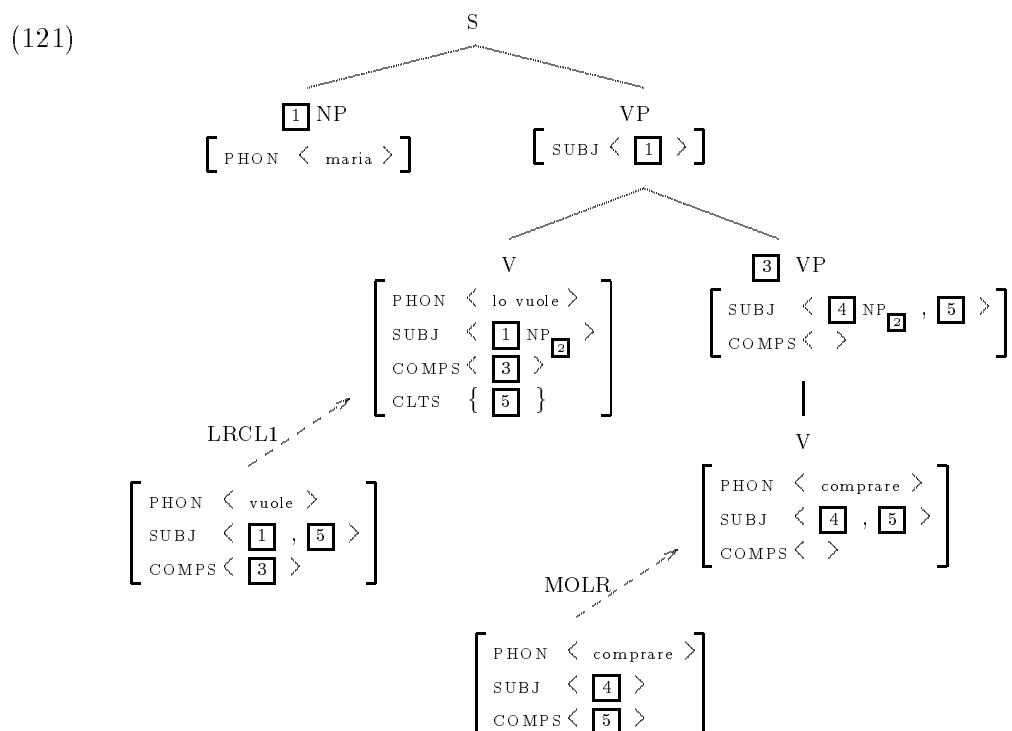 (121)
S
1 NP
VP
[ PHON < maria > ]
[ SUBJ < 1 > ]
V
3 VP
PHON < lo vuole >
SUBJ < 1 NP 2 >
COMPS < 3 >
CLTS { 5 }
SUBJ < 4 NP 2 , 5 >
COMPS < >
LRCL1
V
PHON < vuole >
SUBJ < 1 , 5 >
COMPS < 3 >
PHON < comprare >
SUBJ < 4 , 5 >
COMPS < >
MOLR
PHON < comprare >
SUBJ < 4 >
COMPS < 5 >